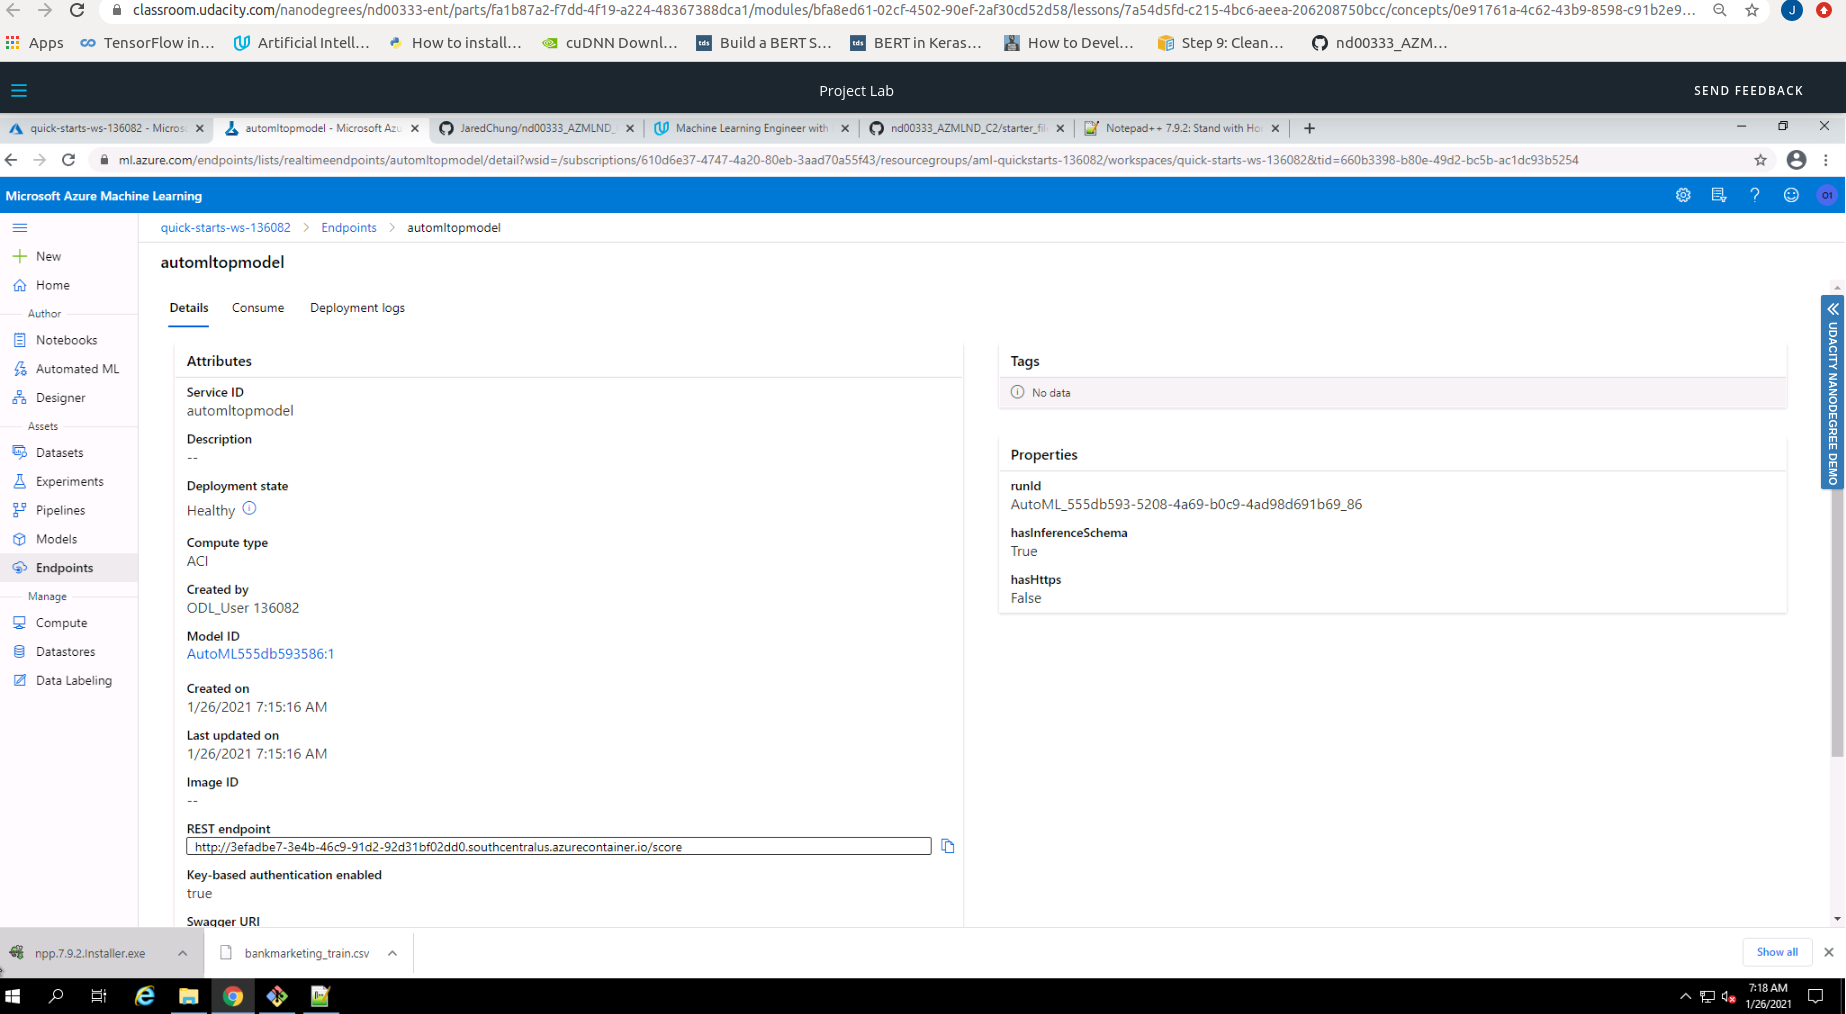 classroom.udacity.com/nanodegrees/nd00333-ent/parts/fa1b87a2-f7dd-4f19-a224-48367388dca1/modules/bfa8ed61-02cf-4502-90ef-2af30cd52d58/lessons/7a54d5fd-c215-4bc6-aeea-206208750bcc/concepts/0e91761a-4c62-43b9-8598-c91b2e9... J
Apps TensorFlow in... Artificial Intell... How to install... cuDNN Downl... tds Build a BERT S... tds BERT in Keras... How to Devel... Step 9: Clean... nd00333_AZM...
Project Lab SEND FEEDBACK
quick-starts-ws-136082 - Micros automltopmodel - Microsoft Azu JaredChung/nd00333_AZMLND_ Machine Learning Engineer with nd00333_AZMLND_C2/starter_fil Notepad++ 7.9.2: Stand with Ho
ml.azure.com/endpoints/lists/realtimeendpoints/automltopmodel/detail?wsid=/subscriptions/610d6e37-4747-4a20-80eb-3aad70a55f43/resourcegroups/aml-quickstarts-136082/workspaces/quick-starts-ws-136082&tid=660b3398-b80e-49d2-bc5b-ac1dc93b5254
Microsoft Azure Machine Learning O1
quick-starts-ws-136082 > Endpoints > automltopmodel
New
Home
Author
Notebooks
Automated ML
Designer
Assets
Datasets
Experiments
Pipelines
Models
Endpoints
Manage
Compute
Datastores
Data Labeling
automltopmodel
Details Consume Deployment logs
Attributes
Service ID
automltopmodel
Description
--
Deployment state
Healthy
Compute type
ACI
Created by
ODL_User 136082
Model ID
AutoML555db593586:1
Created on
1/26/2021 7:15:16 AM
Last updated on
1/26/2021 7:15:16 AM
Image ID
--
REST endpoint
http://3efadbe7-3e4b-46c9-91d2-92d31bf02dd0.southcentralus.azurecontainer.io/score
Key-based authentication enabled
true
Swagger URI
Tags
No data
Properties
runId
AutoML_555db593-5208-4a69-b0c9-4ad98d691b69_86
hasInferenceSchema
True
hasHttps
False
UDACITY NANODEGREE DEMO
npp.7.9.2.Installer.exe bankmarketing_train.csv Show all
7:18 AM
1/26/2021